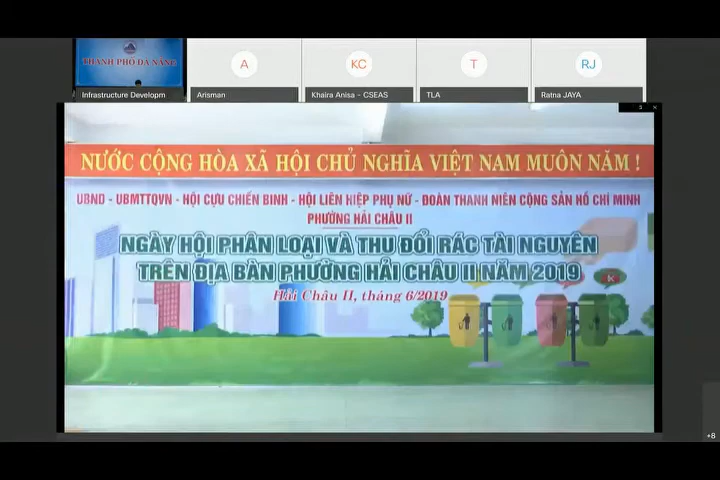 THÀNH PHỐ ĐÀ NẴNG
A
KC
T
RJ
Infrastructure Developm
Arisman
Khaira Anisa - CSEAS
TLA
Ratna JAYA
NƯỚC CỘNG HÒA XÃ HỘI CHỦ NGHĨA VIỆT NAM MUÔN NĂM !
UBND - UBMTTQVN - HỘI CỰU CHIẾN BINH - HỘI LIÊN HIỆP PHỤ NỮ - ĐOÀN THANH NIÊN CỘNG SẢN HỒ CHÍ MINH
PHƯỜNG HẢI CHÂU II
NGÀY HỘI PHÂN LOẠI VÀ THU ĐỔI RÁC TÀI NGUYÊN
TRÊN ĐỊA BÀN PHƯỜNG HẢI CHÂU II NĂM 2019
Hải Châu II, tháng 6/2019
+8